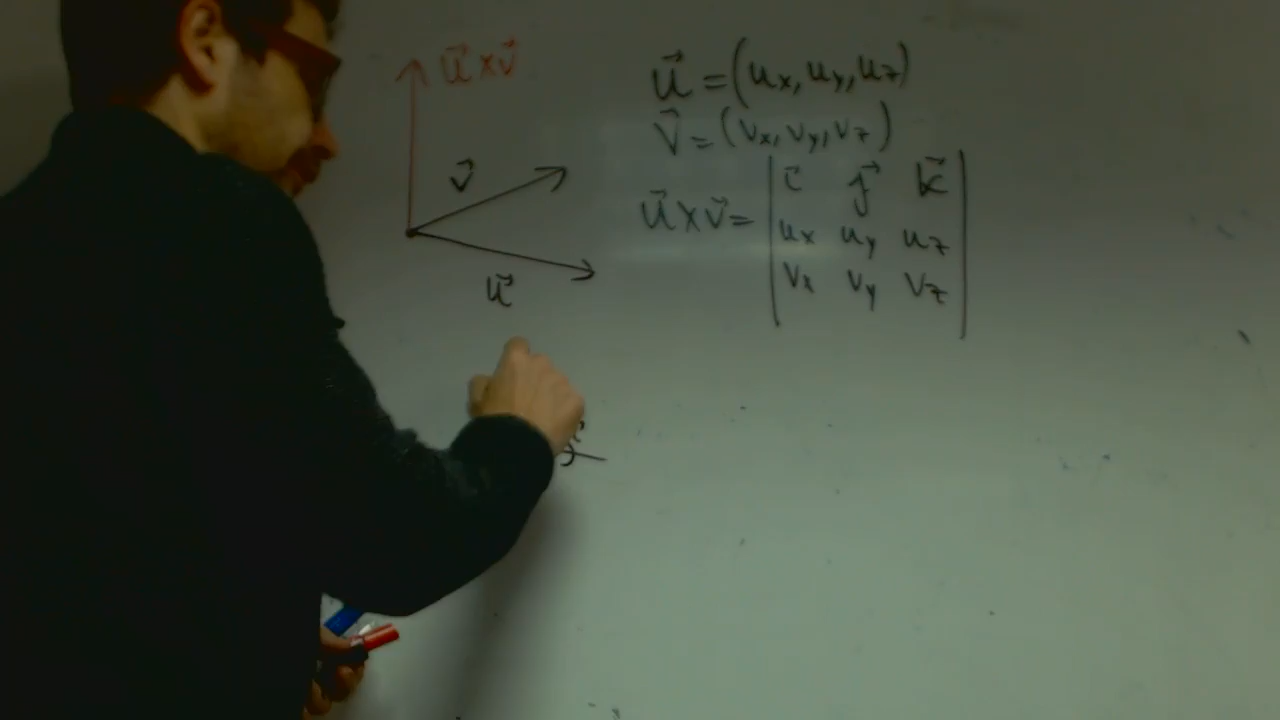 u⃗ × v⃗
v⃗
u⃗
u⃗ = (ux, uy, uz)
v⃗ = (vx, vy, vz)
u⃗ × v⃗ = | i⃗ j⃗ k⃗ |
| ux uy uz |
| vx vy vz |